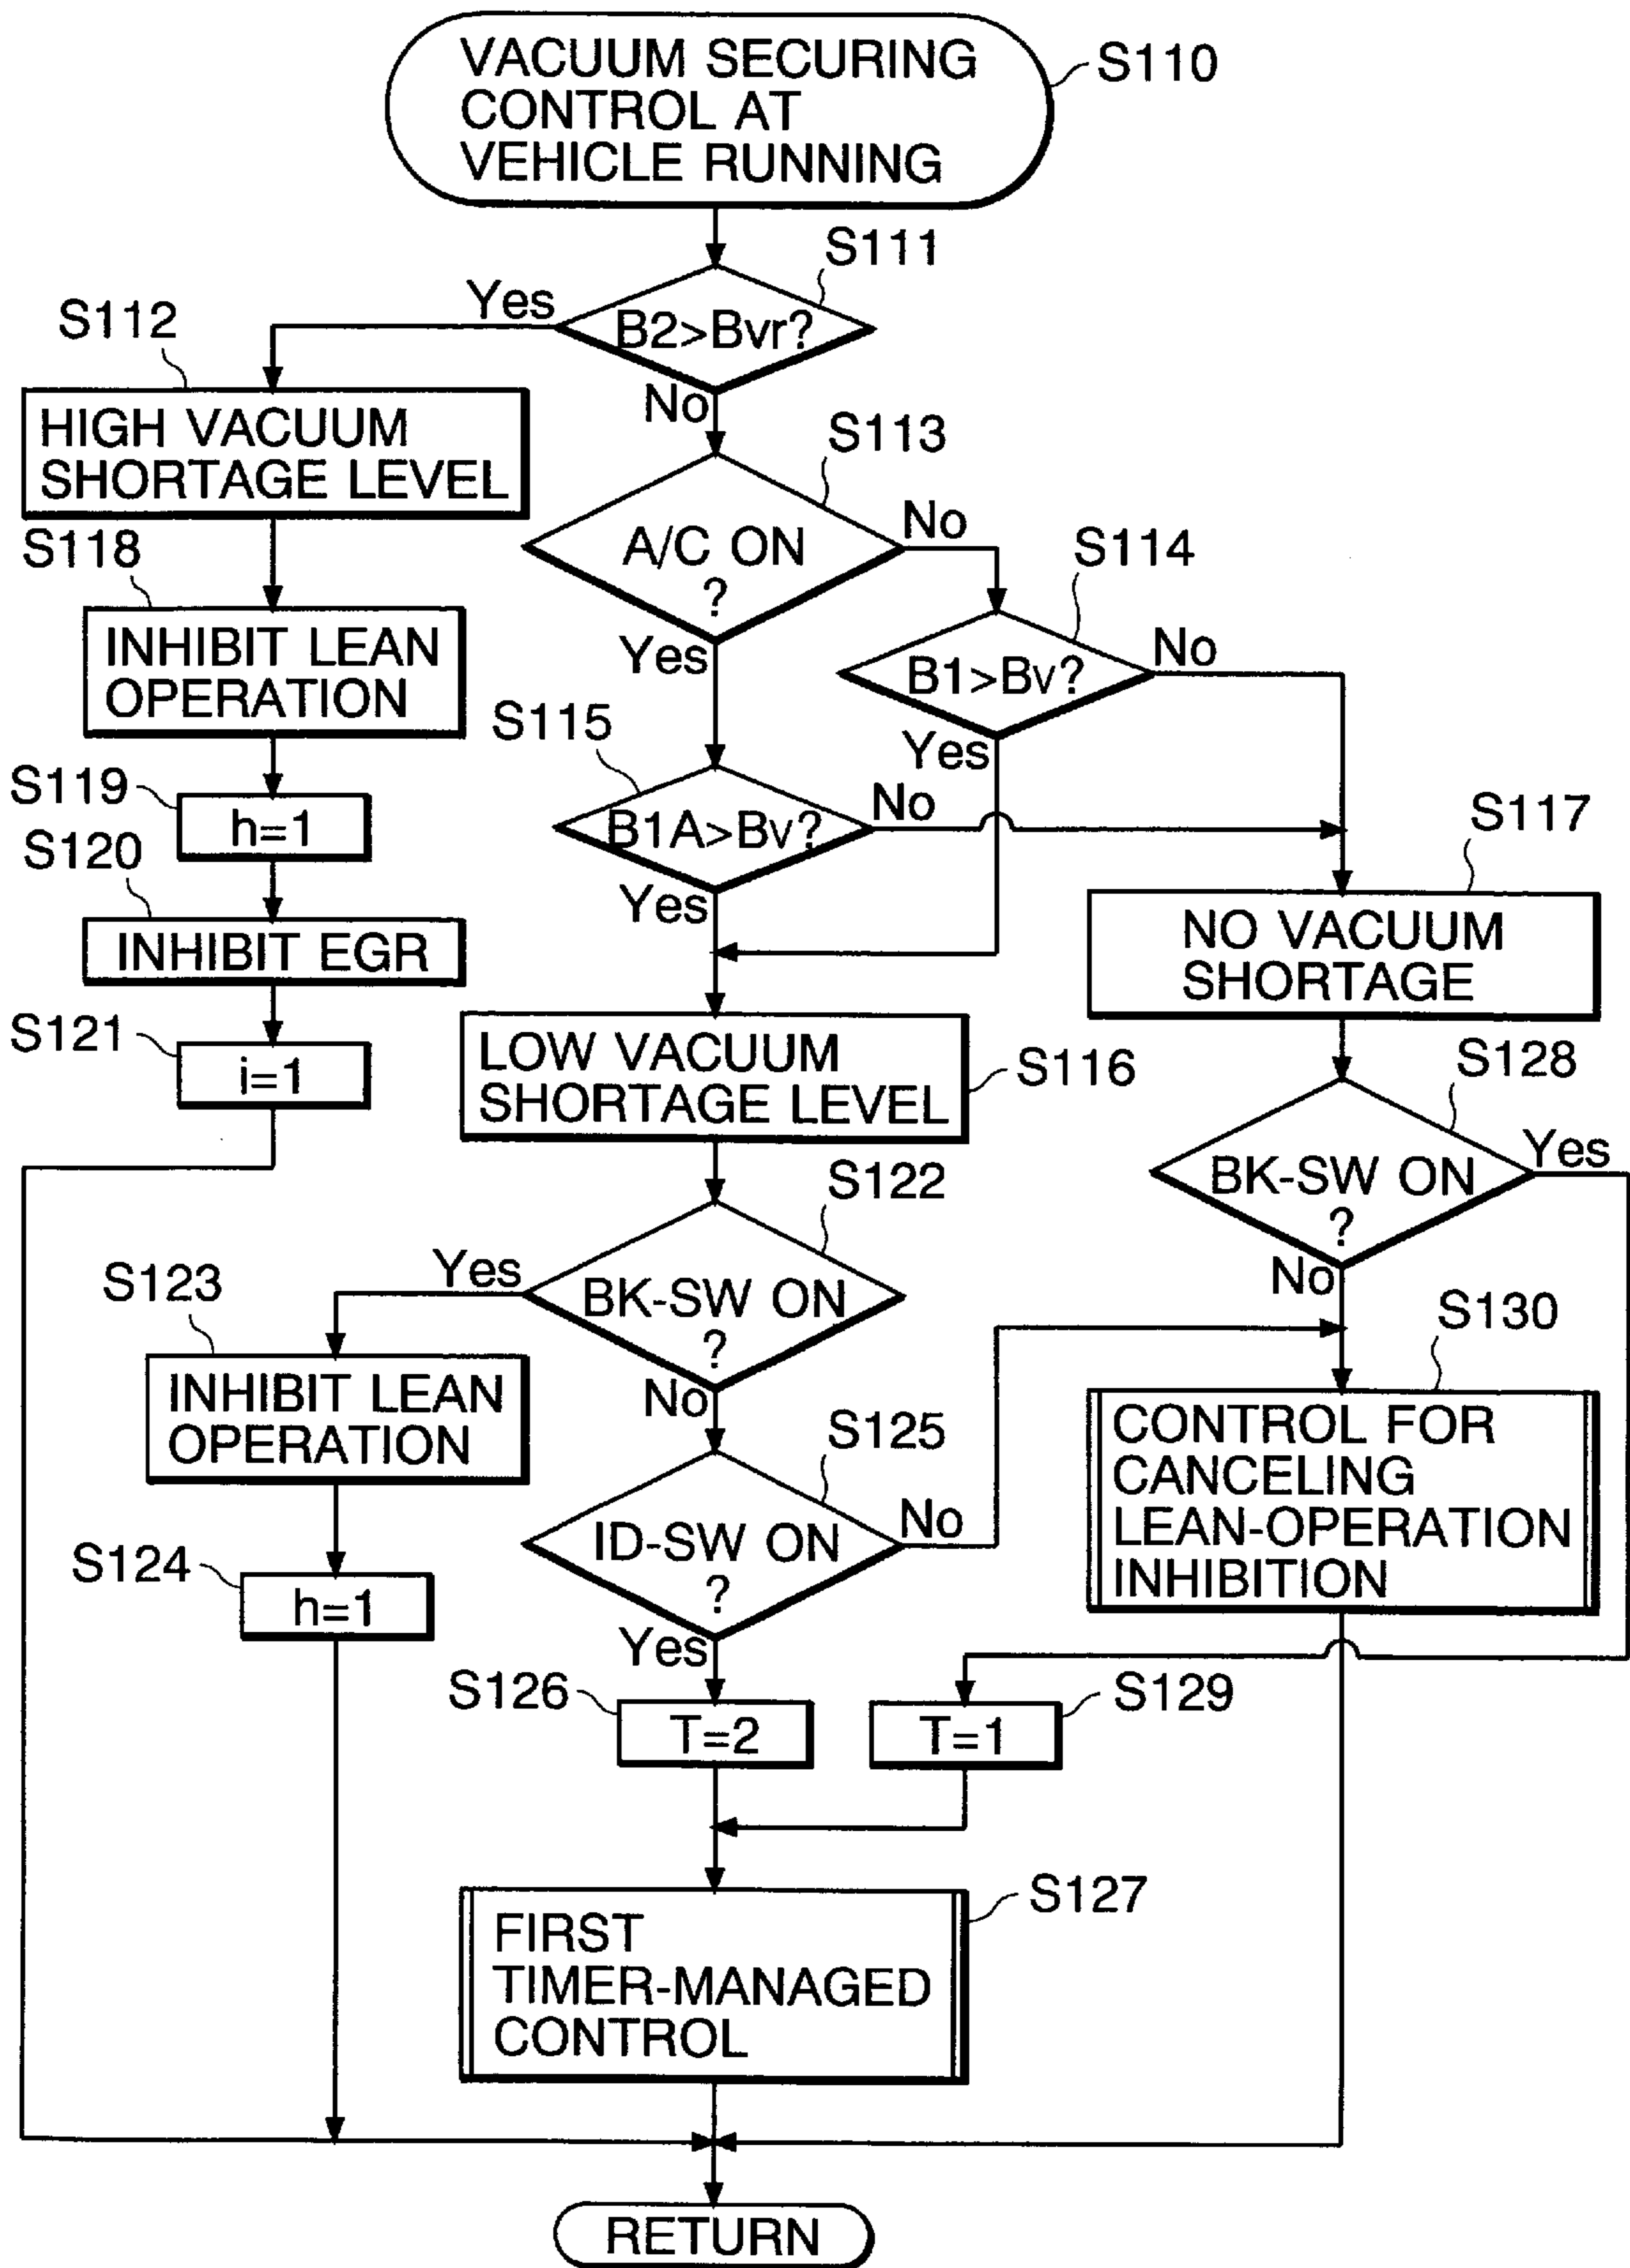 VACUUM SECURING
CONTROL AT
VEHICLE RUNNING
S110
S111
Yes
B2>Bvr?
No
S112
HIGH VACUUM
SHORTAGE LEVEL
S113
A/C ON
?
No
Yes
S114
B1>Bv?
No
Yes
S118
INHIBIT LEAN
OPERATION
S115
B1A>Bv?
No
Yes
S119
h=1
S120
INHIBIT EGR
S121
i=1
S117
NO VACUUM
SHORTAGE
LOW VACUUM
SHORTAGE LEVEL
S116
S128
BK-SW ON
?
Yes
No
S122
BK-SW ON
?
Yes
No
S123
INHIBIT LEAN
OPERATION
S124
h=1
S125
ID-SW ON
?
No
Yes
S130
CONTROL FOR
CANCELING
LEAN-OPERATION
INHIBITION
S126
T=2
S129
T=1
S127
FIRST
TIMER-MANAGED
CONTROL
RETURN